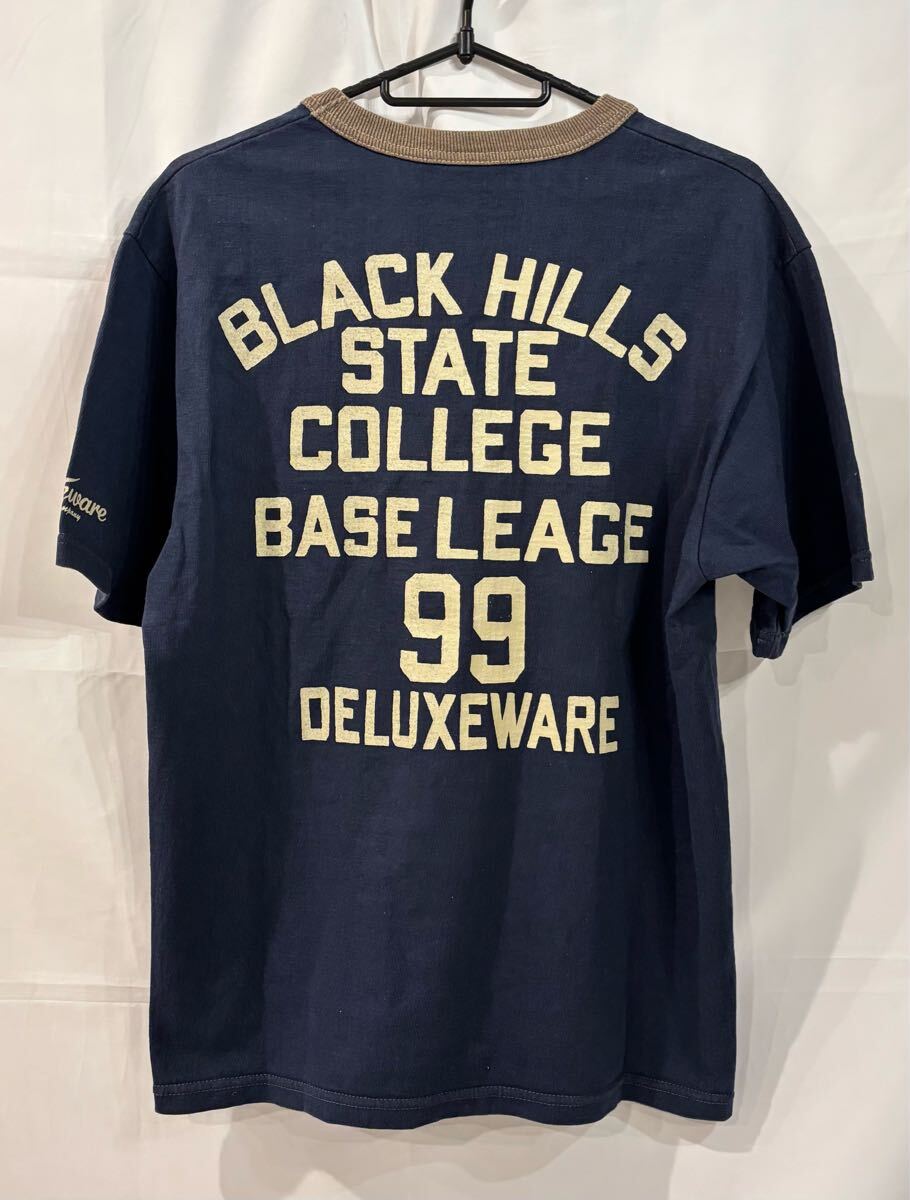 BLACK HILLS
STATE
COLLEGE
BASE LEAGE
99
DELUXEWARE